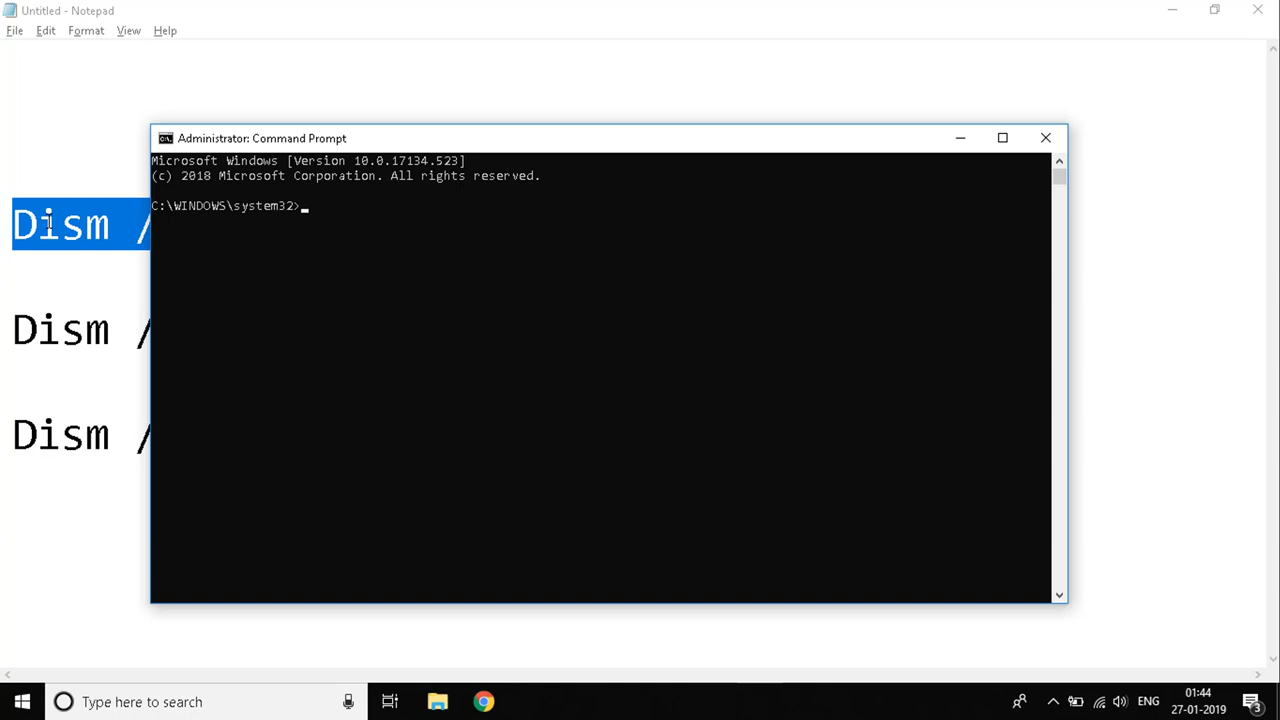 Untitled - Notepad
File Edit Format View Help
Administrator: Command Prompt
Microsoft Windows [Version 10.0.17134.523]
(c) 2018 Microsoft Corporation. All rights reserved.
C:\WINDOWS\system32>
Dism /
Dism /
Dism /
Type here to search
ENG
01:44
27-01-2019
3